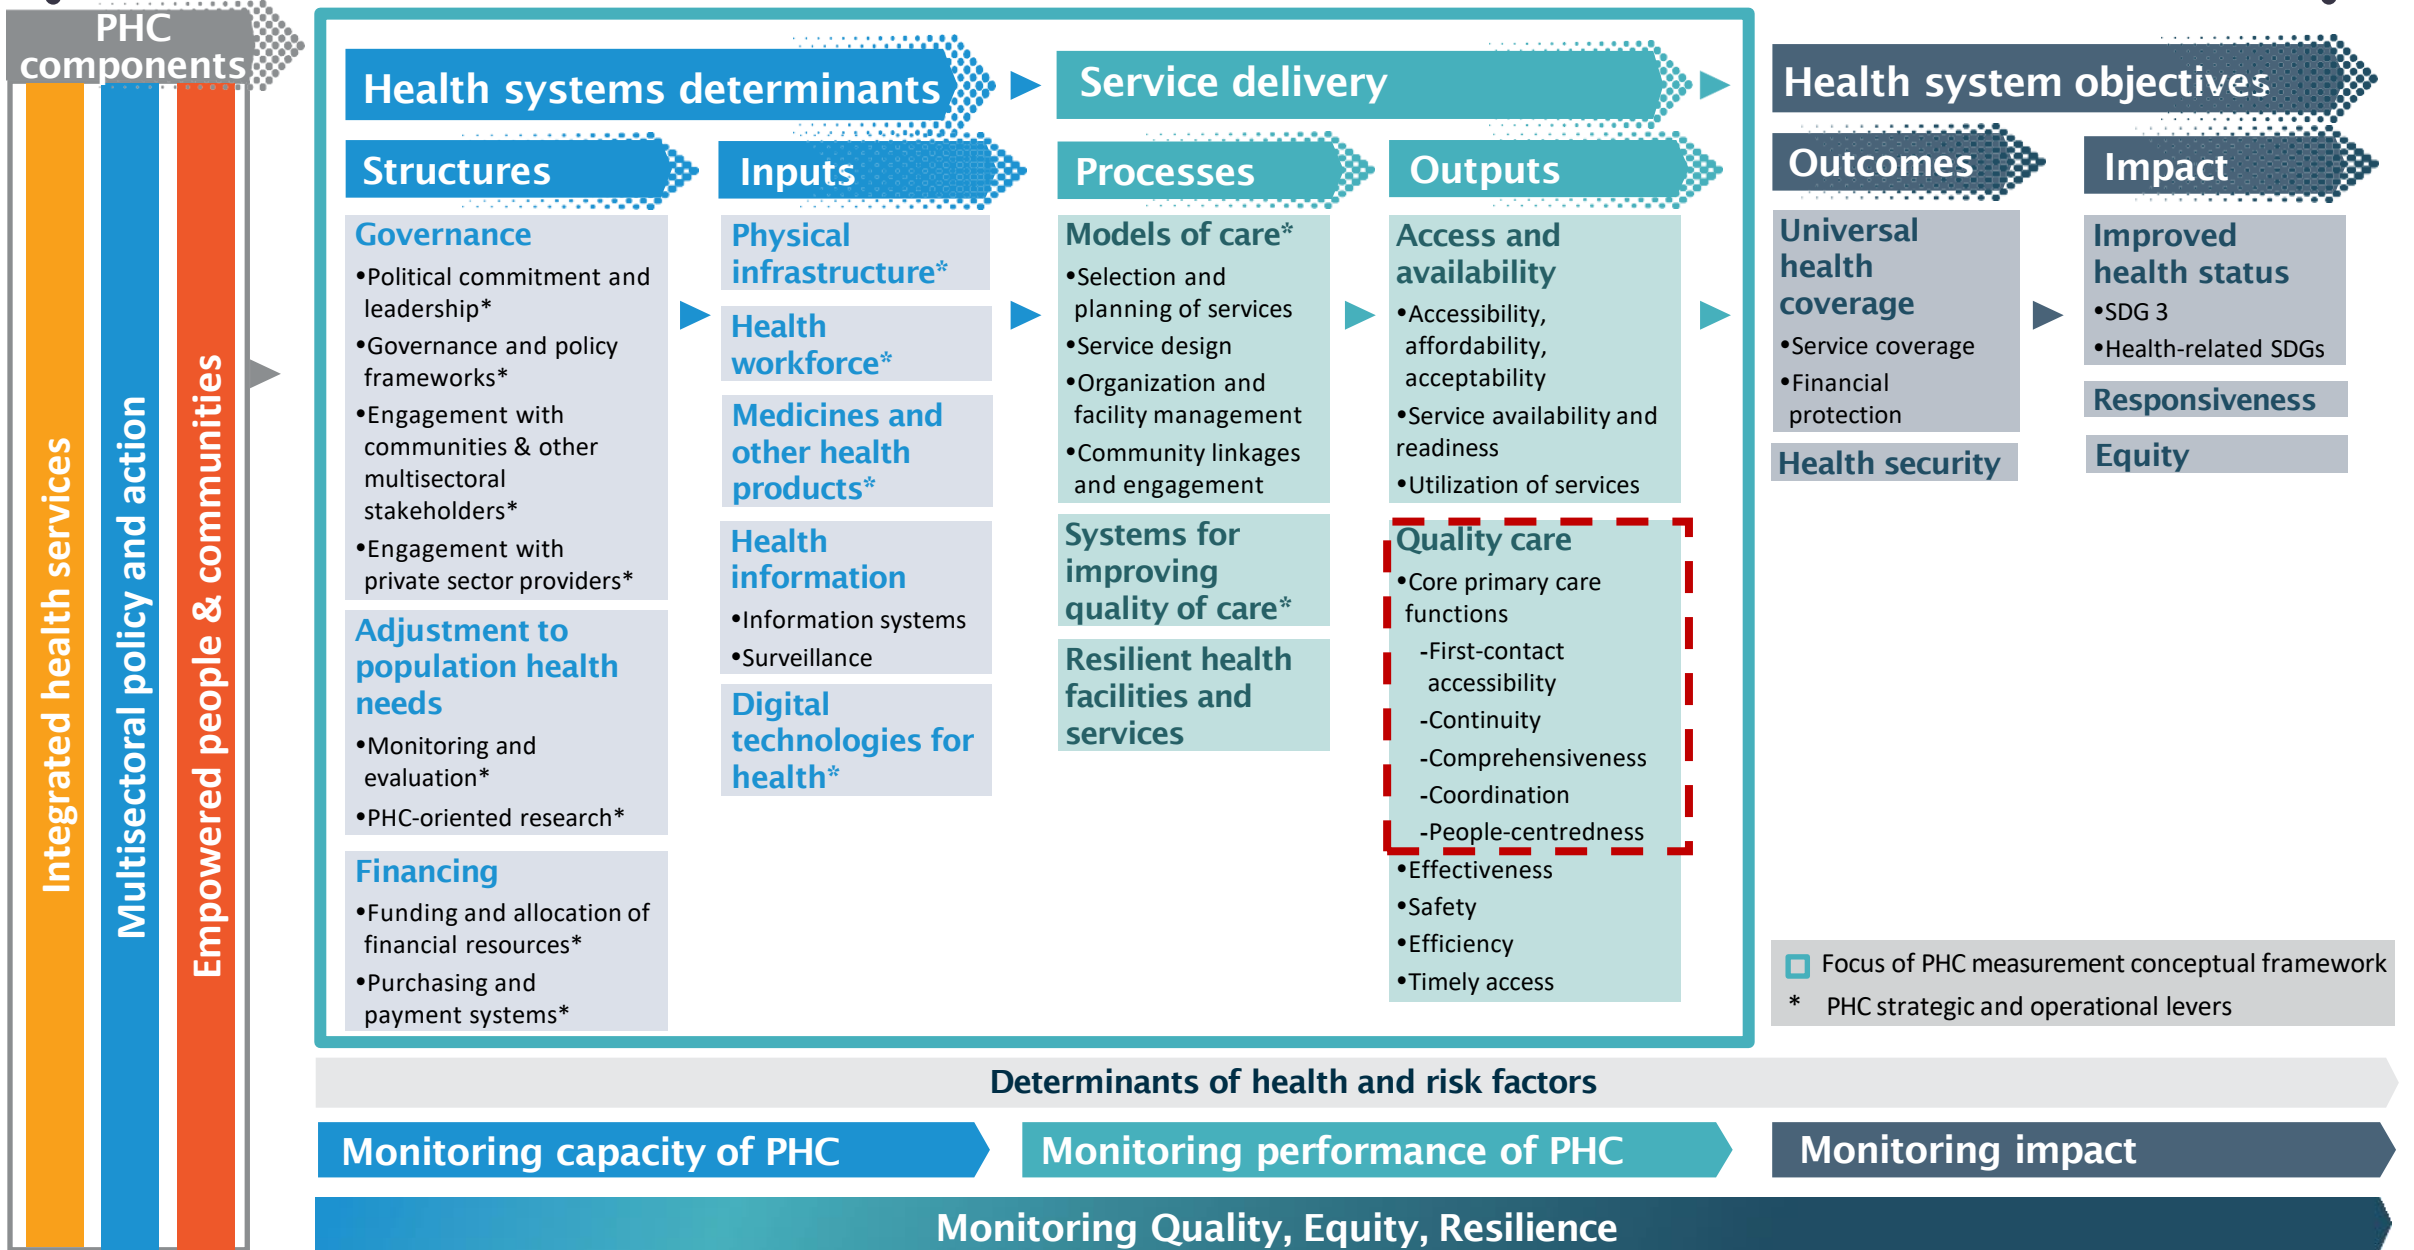 PHC
components
Integrated health services
Multisectoral policy and action
Empowered people & communities
Health systems determinants
Structures
Governance
•Political commitment and
leadership*
•Governance and policy
frameworks*
•Engagement with
communities & other
multisectoral
stakeholders*
•Engagement with
private sector providers*
Adjustment to
population health
needs
•Monitoring and
evaluation*
•PHC-oriented research*
Financing
•Funding and allocation of
financial resources*
•Purchasing and
payment systems*
Inputs
Physical
infrastructure*
Health
workforce*
Medicines and
other health
products*
Health
information
•Information systems
•Surveillance
Digital
technologies for
health*
Service delivery
Processes
Models of care*
•Selection and
planning of services
•Service design
•Organization and
facility management
•Community linkages
and engagement
Systems for
improving
quality of care*
Resilient health
facilities and
services
Outputs
Access and
availability
•Accessibility,
affordability,
acceptability
•Service availability and
readiness
•Utilization of services
Quality care
•Core primary care
functions
-First-contact
accessibility
-Continuity
-Comprehensiveness
-Coordination
-People-centredness
•Effectiveness
•Safety
•Efficiency
•Timely access
Health system objectives
Outcomes
Universal
health
coverage
•Service coverage
•Financial
protection
Health security
Impact
Improved
health status
•SDG 3
•Health-related SDGs
Responsiveness
Equity
Focus of PHC measurement conceptual framework
* PHC strategic and operational levers
Determinants of health and risk factors
Monitoring capacity of PHC
Monitoring performance of PHC
Monitoring impact
Monitoring Quality, Equity, Resilience